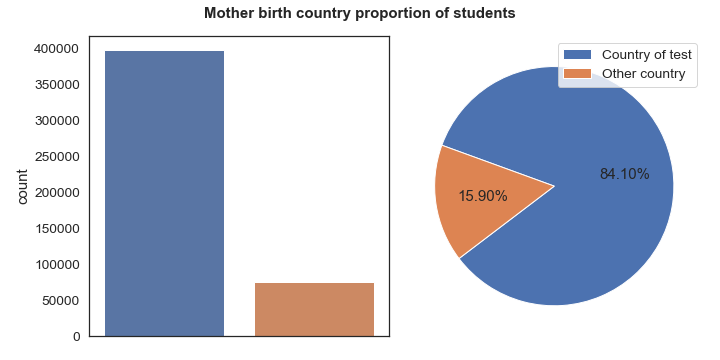 Mother birth country proportion of students
count
400000
350000
300000
250000
200000
150000
100000
50000
0
Country of test
Other country
84.10%
15.90%